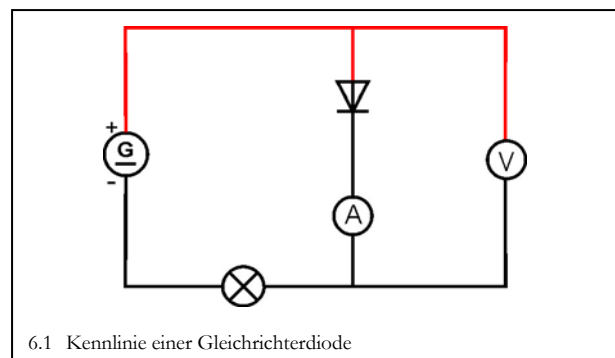 +
G
-
V
A
6.1 Kennlinie einer Gleichrichterdiode